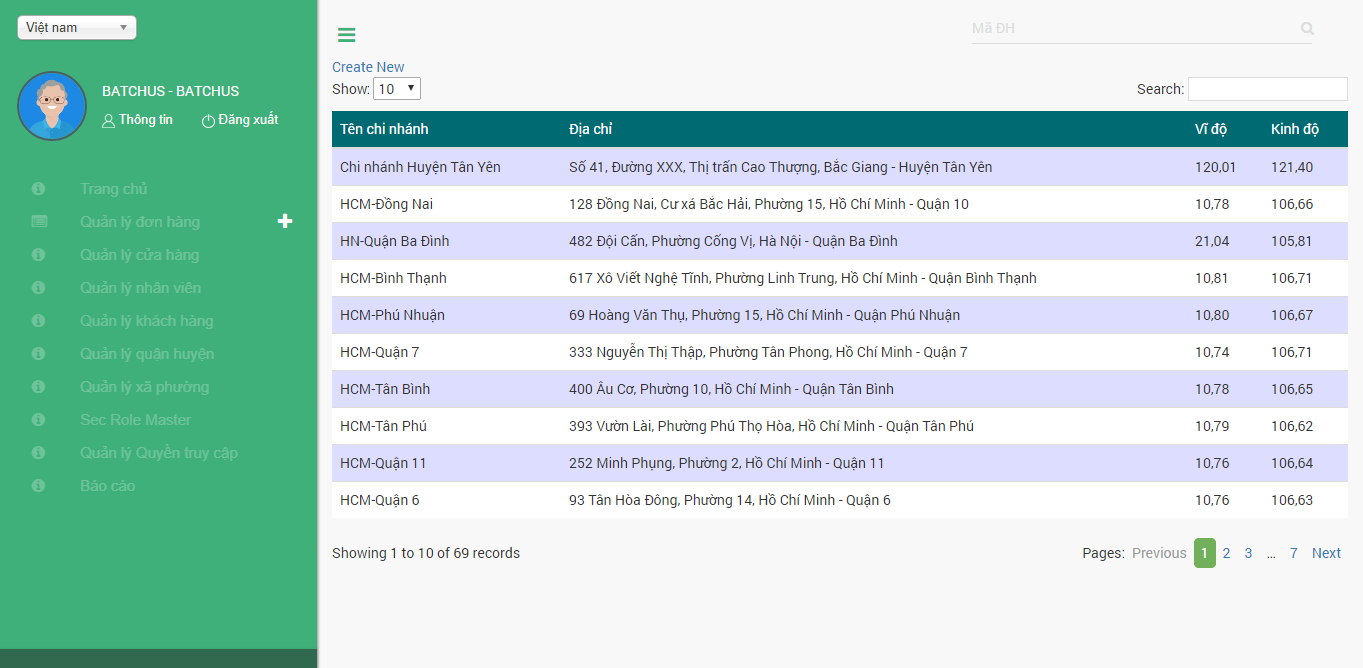 Việt nam
BATCHUS - BATCHUS
Thông tin Đăng xuất
Trang chủ
Quản lý đơn hàng
Quản lý cửa hàng
Quản lý nhân viên
Quản lý khách hàng
Quản lý quận huyện
Quản lý xã phường
Sec Role Master
Quản lý Quyền truy cập
Báo cáo
Mã ĐH
Create New
Show: 10 Search:
Tên chi nhánh Địa chỉ Vĩ độ Kinh độ
Chi nhánh Huyện Tân Yên Số 41, Đường XXX, Thị trấn Cao Thượng, Bắc Giang - Huyện Tân Yên 120,01 121,40
HCM-Đồng Nai 128 Đồng Nai, Cư xá Bắc Hải, Phường 15, Hồ Chí Minh - Quận 10 10,78 106,66
HN-Quận Ba Đình 482 Đội Cấn, Phường Cống Vị, Hà Nội - Quận Ba Đình 21,04 105,81
HCM-Bình Thạnh 617 Xô Viết Nghệ Tĩnh, Phường Linh Trung, Hồ Chí Minh - Quận Bình Thạnh 10,81 106,71
HCM-Phú Nhuận 69 Hoàng Văn Thụ, Phường 15, Hồ Chí Minh - Quận Phú Nhuận 10,80 106,67
HCM-Quận 7 333 Nguyễn Thị Thập, Phường Tân Phong, Hồ Chí Minh - Quận 7 10,74 106,71
HCM-Tân Bình 400 Âu Cơ, Phường 10, Hồ Chí Minh - Quận Tân Bình 10,78 106,65
HCM-Tân Phú 393 Vườn Lài, Phường Phú Thọ Hòa, Hồ Chí Minh - Quận Tân Phú 10,79 106,62
HCM-Quận 11 252 Minh Phụng, Phường 2, Hồ Chí Minh - Quận 11 10,76 106,64
HCM-Quận 6 93 Tân Hòa Đông, Phường 14, Hồ Chí Minh - Quận 6 10,76 106,63
Showing 1 to 10 of 69 records Pages: Previous 1 2 3 ... 7 Next